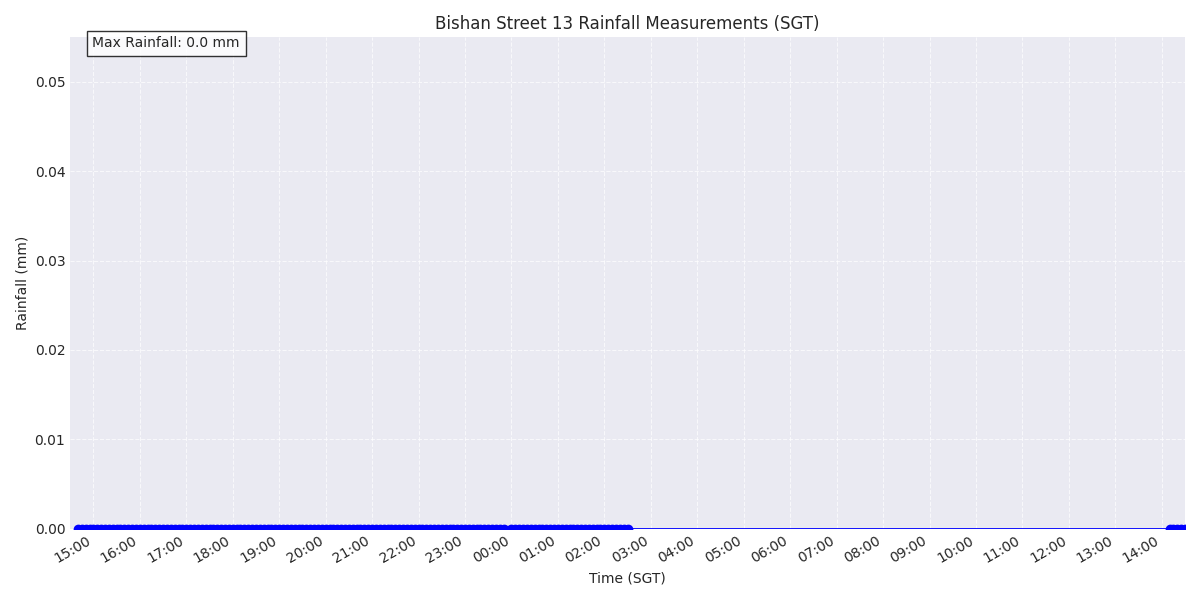 Bishan Street 13 Rainfall Measurements (SGT)
Max Rainfall: 0.0 mm
0.05
0.04
0.03
0.02
0.01
0.00
Rainfall (mm)
15:00 16:00 17:00 18:00 19:00 20:00 21:00 22:00 23:00 00:00 01:00 02:00 03:00 04:00 05:00 06:00 07:00 08:00 09:00 10:00 11:00 12:00 13:00 14:00
Time (SGT)